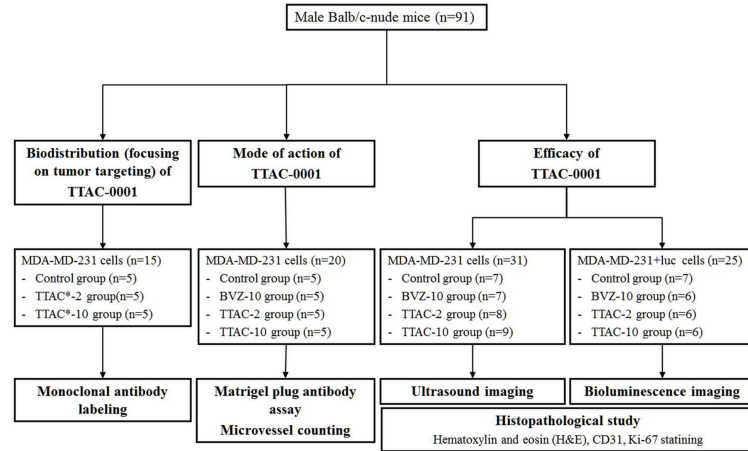 Male Balb/c-nude mice (n=91)
Biodistribution (focusing
on tumor targeting) of
TTAC-0001
Mode of action of
TTAC-0001
Efficacy of
TTAC-0001
MDA-MD-231 cells (n=15)
- Control group (n=5)
- TTAC*-2 group(n=5)
- TTAC*-10 group (n=5)
MDA-MD-231 cells (n=20)
- Control group (n=5)
- BVZ-10 group (n=5)
- TTAC-2 group (n=5)
- TTAC-10 group (n=5)
MDA-MD-231 cells (n=31)
- Control group (n=7)
- BVZ-10 group (n=7)
- TTAC-2 group (n=8)
- TTAC-10 group (n=9)
MDA-MD-231+luc cells (n=25)
- Control group (n=7)
- BVZ-10 group (n=6)
- TTAC-2 group (n=6)
- TTAC-10 group (n=6)
Monoclonal antibody
labeling
Matrigel plug antibody
assay
Microvessel counting
Ultrasound imaging
Bioluminescence imaging
Histopathological study
Hematoxylin and eosin (H&E), CD31, Ki-67 statining